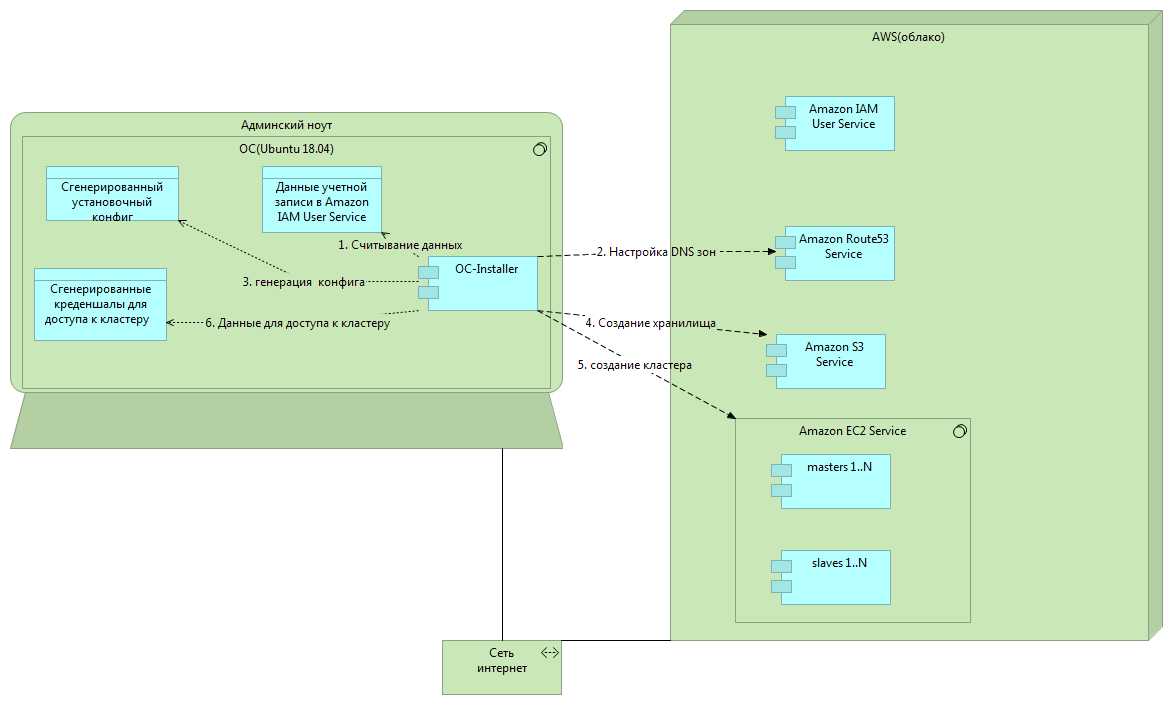 AWS(облако)
Amazon IAM
User Service
Админский ноут
ОС(Ubuntu 18.04)
Сгенерированный
установочный
конфиг
Данные учетной
записи в Amazon
IAM User Service
1. Считывание данных
OC-Installer
2. Настройка DNS зон
Amazon Route53
Service
3. генерация конфига
Сгенерированные
креденшалы для
доступа к кластеру
6. Данные для доступа к кластеру
4. Создание хранилища
Amazon S3
Service
5. создание кластера
Amazon EC2 Service
masters 1..N
slaves 1..N
Сеть
интернет